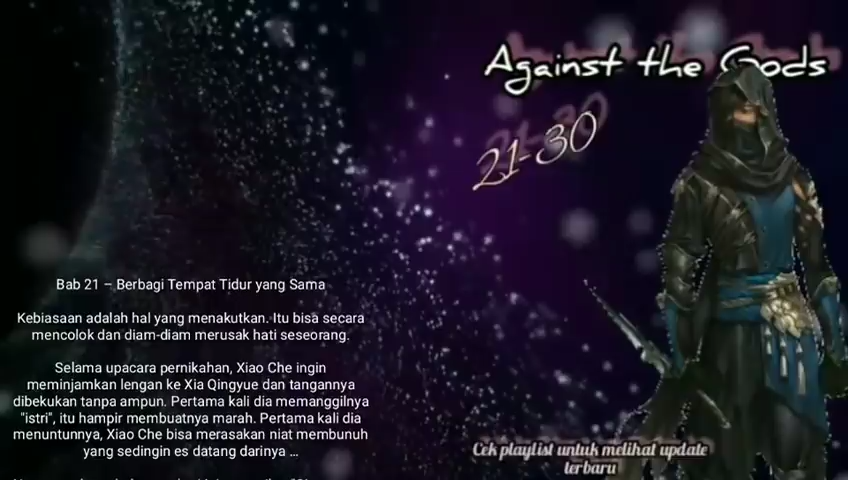 Against the Gods
21-30
Bab 21 – Berbagi Tempat Tidur yang Sama
Kebiasaan adalah hal yang menakutkan. Itu bisa secara
mencolok dan diam-diam merusak hati seseorang.
Selama upacara pernikahan, Xiao Che ingin
meminjamkan lengan ke Xia Qingyue dan tangannya
dibekukan tanpa ampun. Pertama kali dia memanggilnya
"istri", itu hampir membuatnya marah. Pertama kali dia
menuntunnya, Xiao Che bisa merasakan niat membunuh
yang sedingin es datang darinya ...
Cek playlist untuk melihat update
terbaru